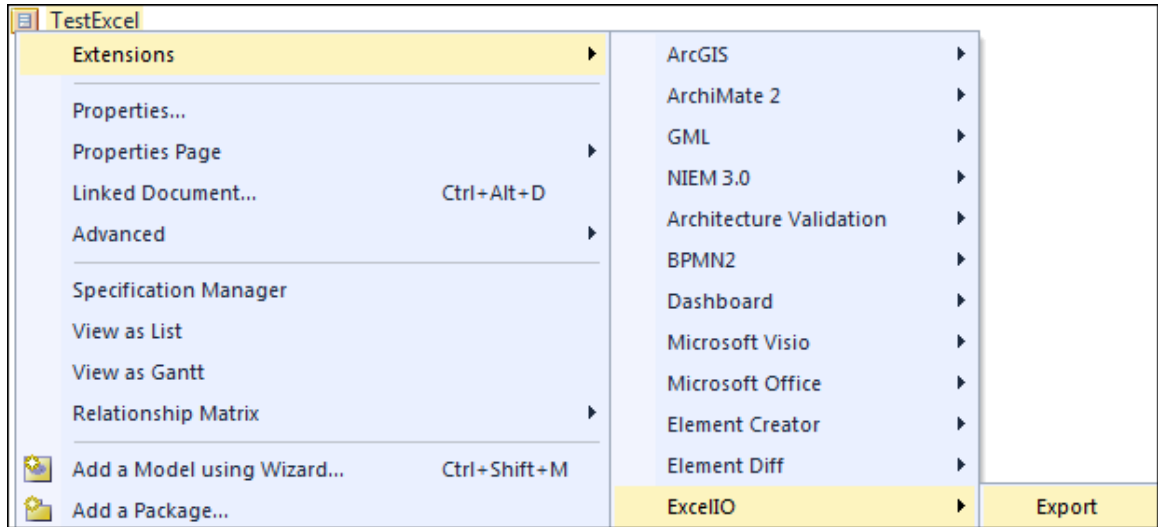 TestExcel
Extensions
Properties...
Properties Page
Linked Document... Ctrl+Alt+D
Advanced
Specification Manager
View as List
View as Gantt
Relationship Matrix
Add a Model using Wizard... Ctrl+Shift+M
Add a Package...
ArcGIS
ArchiMate 2
GML
NIEM 3.0
Architecture Validation
BPMN2
Dashboard
Microsoft Visio
Microsoft Office
Element Creator
Element Diff
ExcelIO
Export